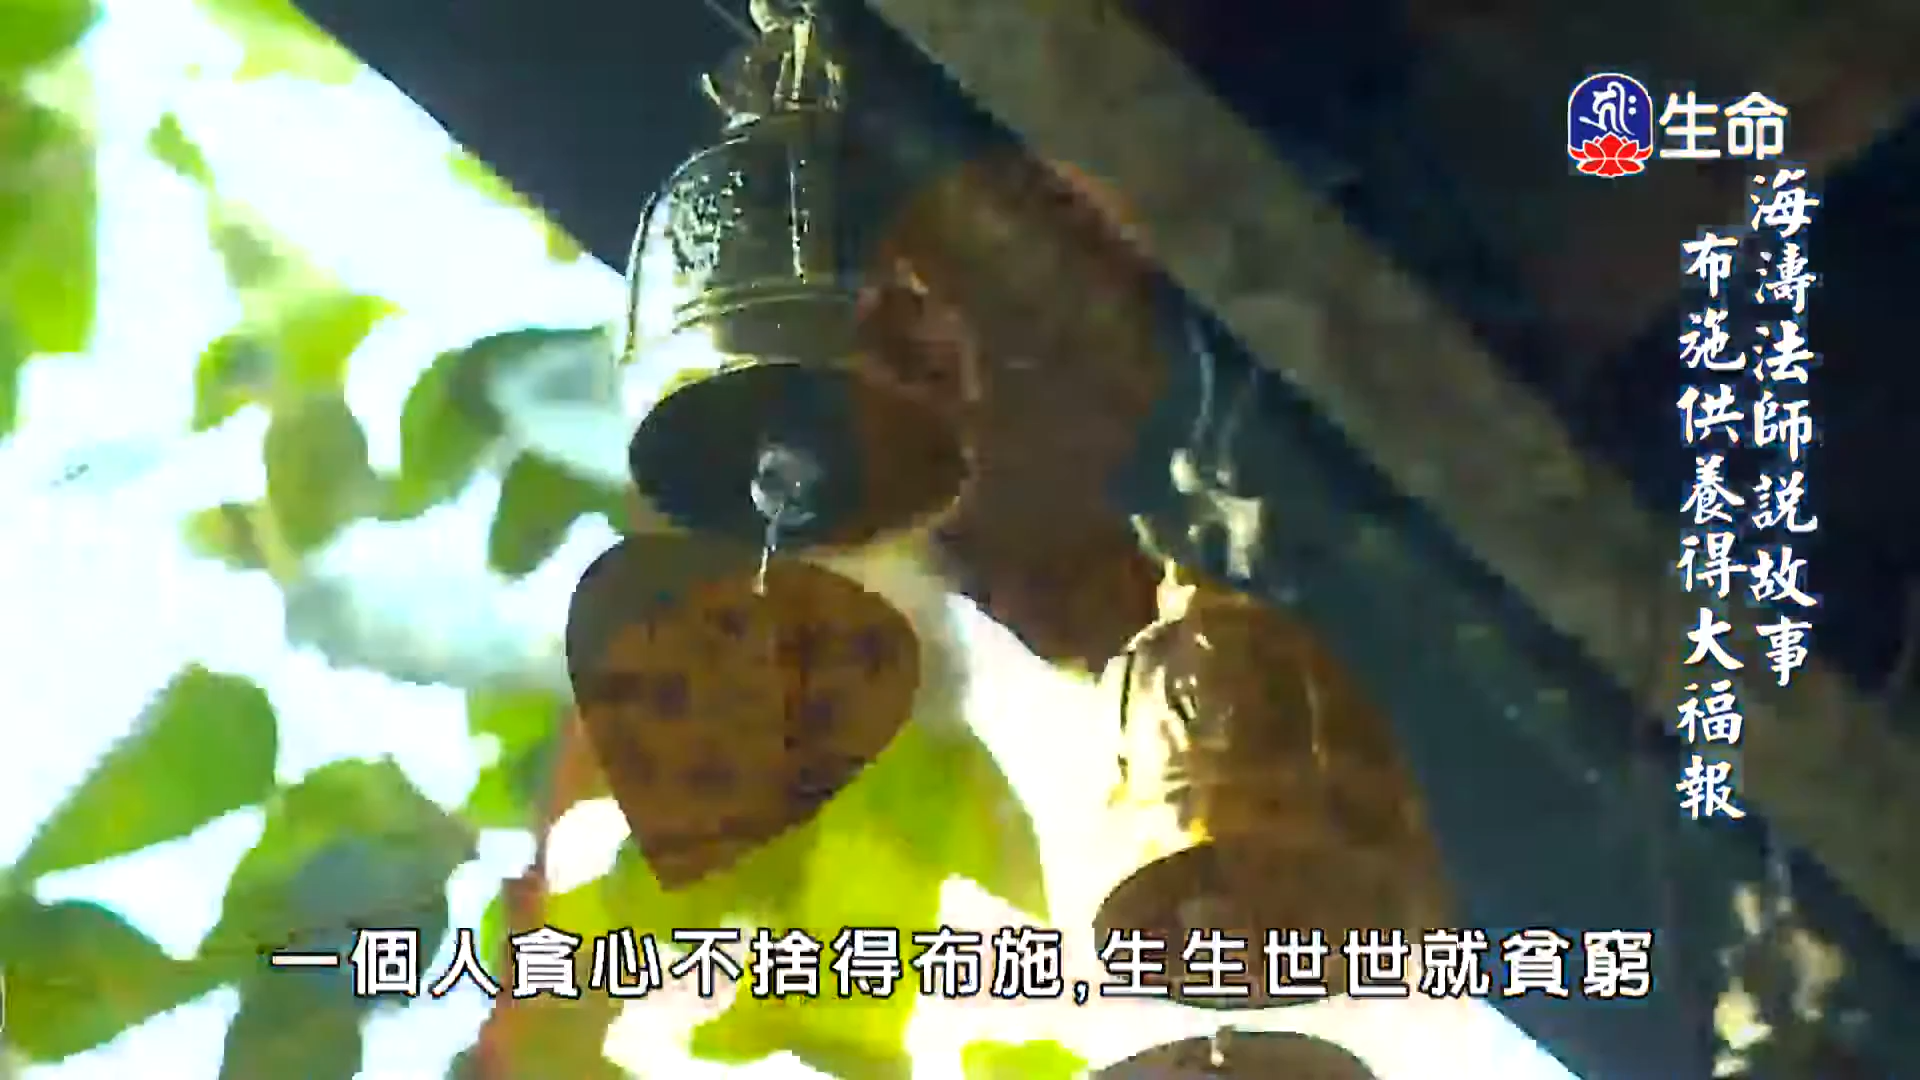 生命
海濤法師説故事
布施供養得大福報
一個人貪心不捨得布施,生生世世就貧窮